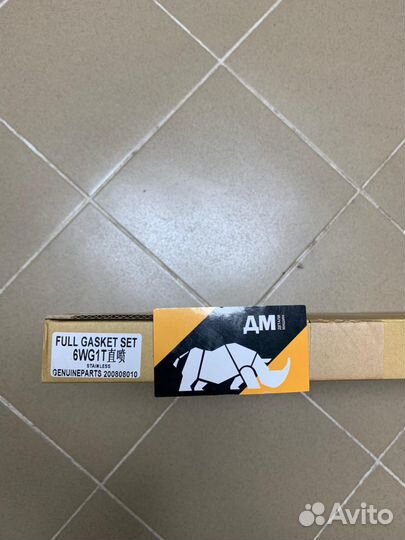 FULL GASKET SET
6WG1T直喷
STAINLESS
GENUINEPARTS 200808010
ДМ
Avito